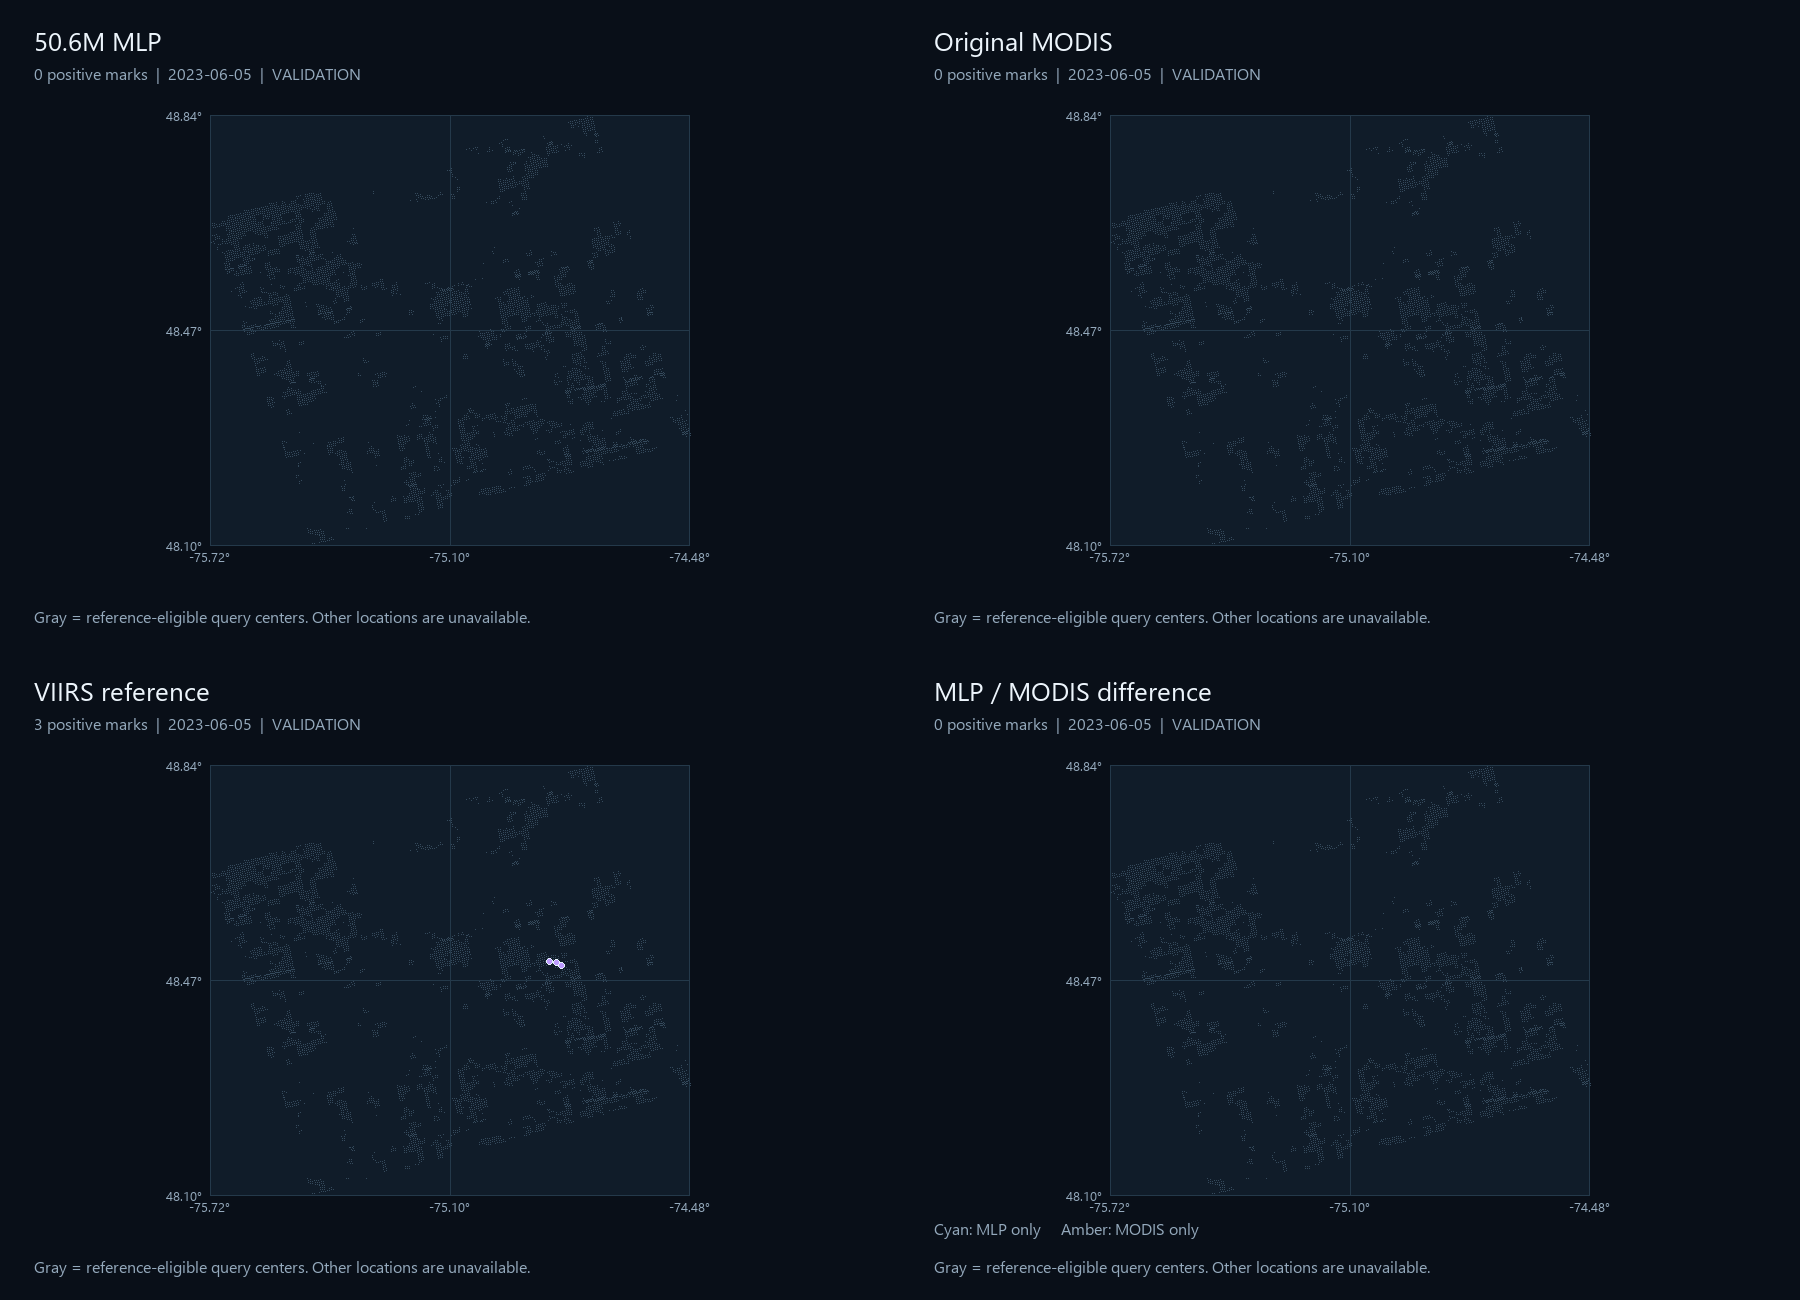 50.6M MLP
0 positive marks | 2023-06-05 | VALIDATION
48.84°
48.47°
48.10°
-75.72°
-75.10°
-74.48°
Gray = reference-eligible query centers. Other locations are unavailable.
Original MODIS
0 positive marks | 2023-06-05 | VALIDATION
48.84°
48.47°
48.10°
-75.72°
-75.10°
-74.48°
Gray = reference-eligible query centers. Other locations are unavailable.
VIIRS reference
3 positive marks | 2023-06-05 | VALIDATION
48.84°
48.47°
48.10°
-75.72°
-75.10°
-74.48°
Gray = reference-eligible query centers. Other locations are unavailable.
MLP / MODIS difference
0 positive marks | 2023-06-05 | VALIDATION
48.84°
48.47°
48.10°
-75.72°
-75.10°
-74.48°
Cyan: MLP only Amber: MODIS only
Gray = reference-eligible query centers. Other locations are unavailable.